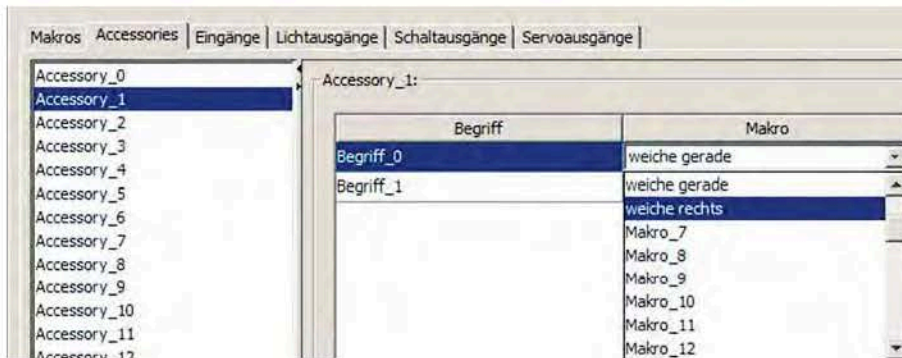 Makros Accessories Eingänge Lichtausgänge Schaltausgänge Servoausgänge
Accessory_0
Accessory_1
Accessory_2
Accessory_3
Accessory_4
Accessory_5
Accessory_6
Accessory_7
Accessory_8
Accessory_9
Accessory_10
Accessory_11
Accessory_12
Accessory_1:
Begriff Makro
Begriff_0 weiche gerade
Begriff_1 weiche gerade
weiche rechts
Makro_7
Makro_8
Makro_9
Makro_10
Makro_11
Makro_12